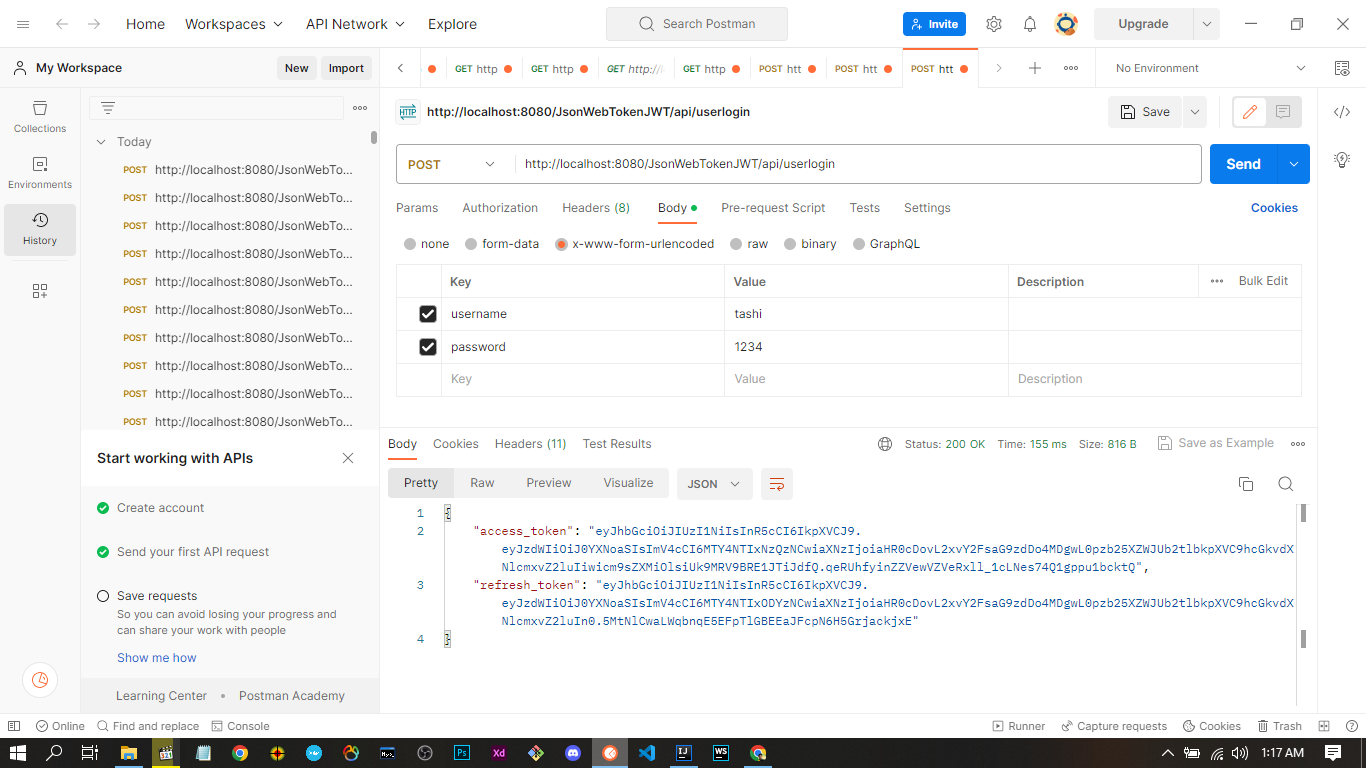 Home
Workspaces
API Network
Explore
Search Postman
Invite
Upgrade
My Workspace
New
Import
GET http
GET http
GET http://l
GET http
POST htt
POST htt
POST htt
No Environment
Collections
Environments
History
Today
POST http://localhost:8080/JsonWebTo...
POST http://localhost:8080/JsonWebTo...
POST http://localhost:8080/JsonWebTo...
POST http://localhost:8080/JsonWebTo...
POST http://localhost:8080/JsonWebTo...
POST http://localhost:8080/JsonWebTo...
POST http://localhost:8080/JsonWebTo...
POST http://localhost:8080/JsonWebTo...
POST http://localhost:8080/JsonWebTo...
POST http://localhost:8080/JsonWebTo...
Start working with APIs
Create account
Send your first API request
Save requests
So you can avoid losing your progress and
can share your work with people
Show me how
Learning Center • Postman Academy
HTTP http://localhost:8080/JsonWebTokenJWT/api/userlogin
Save
POST http://localhost:8080/JsonWebTokenJWT/api/userlogin
Send
Params Authorization Headers (8) Body Pre-request Script Tests Settings Cookies
none form-data x-www-form-urlencoded raw binary GraphQL
Key Value Description Bulk Edit
username tashi
password 1234
Key Value Description
Body Cookies Headers (11) Test Results Status: 200 OK Time: 155 ms Size: 816 B Save as Example
Pretty Raw Preview Visualize JSON
1 {
2 "access_token": "eyJhbGciOiJIUzI1NiIsInR5cCI6IkpXVCJ9.
eyJzdWIiOiJ0YXNoaSIsImV4cCI6MTY4NTIxNzQzNCwiaXNzIjoiaHR0cDovL2xvY2FsaG9zdDo4MDgwL0pzb25XZWJUb2tlbkpXVC9hcGkvdX
NlcmxvZ2luIiwicm9sZXMiOlsiUk9MRV9BRE1JTiJdfQ.qeRUhfyinZZVewVZVeRxll_1cLNes74Q1gppu1bcktQ",
3 "refresh_token": "eyJhbGciOiJIUzI1NiIsInR5cCI6IkpXVCJ9.
eyJzdWIiOiJ0YXNoaSIsImV4cCI6MTY4NTIxODYzNCwiaXNzIjoiaHR0cDovL2xvY2FsaG9zdDo4MDgwL0pzb25XZWJUb2tlbkpXVC9hcGkvdX
NlcmxvZ2luIn0.5MtNlCwaLWqbnqE5EFpTlGBEEaJFcpN6H5GrjackjxE"
4 }
Online Find and replace Console Runner Capture requests Cookies Trash
1:17 AM